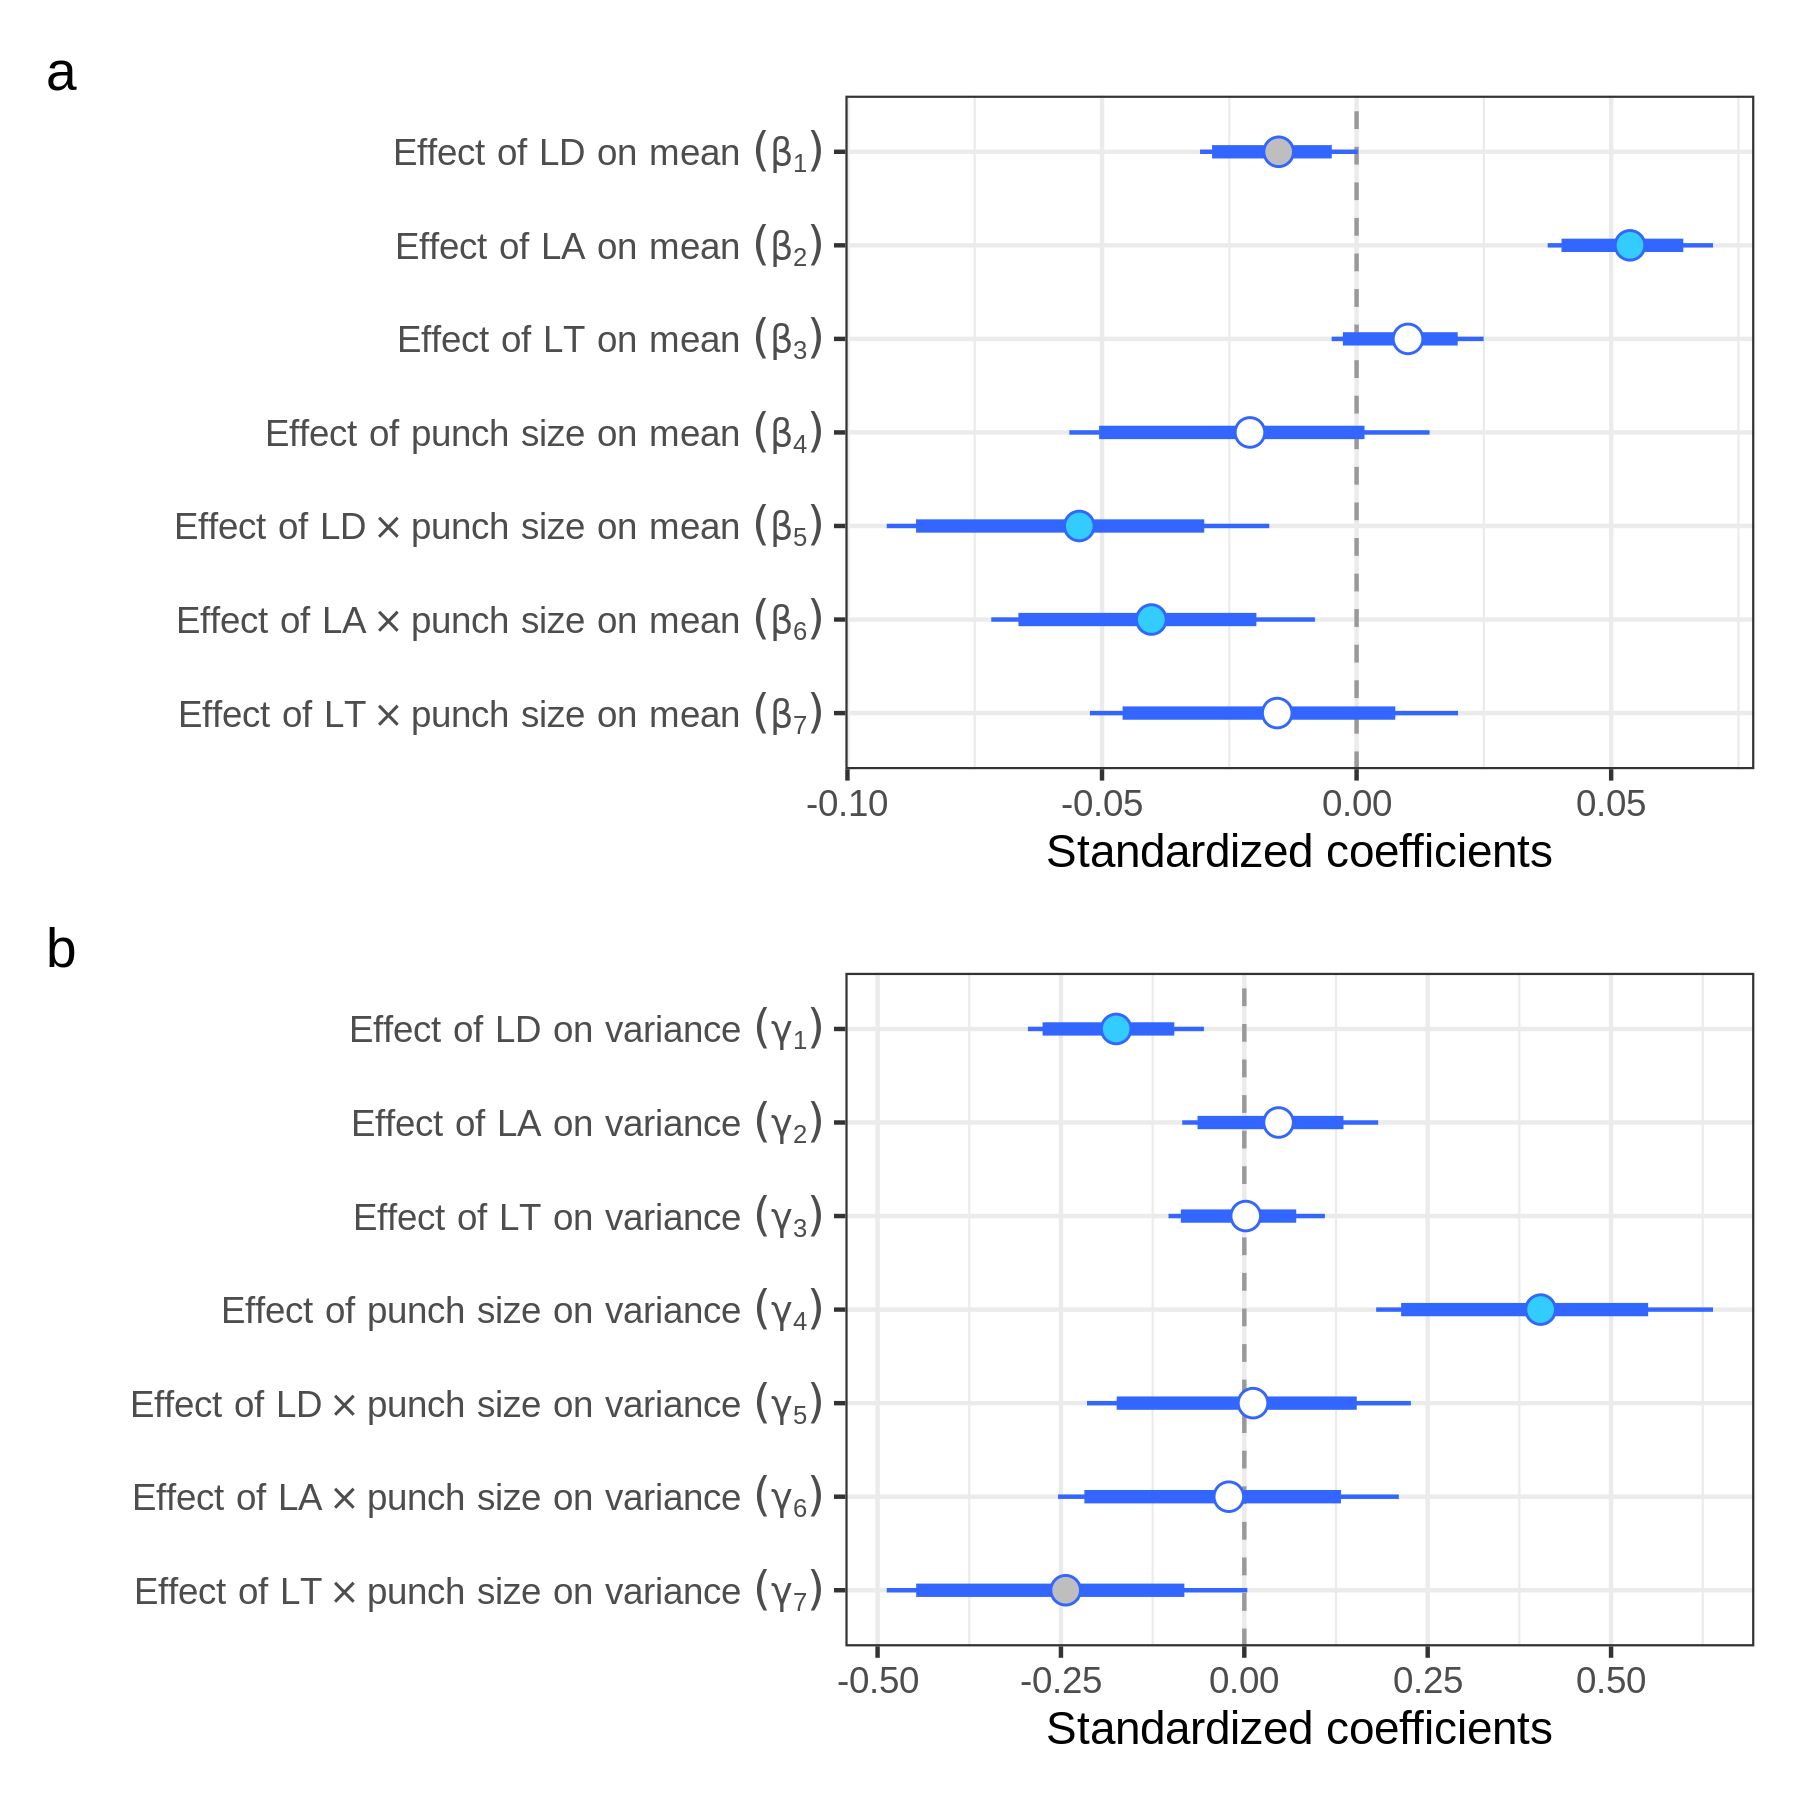 a
Effect of LD on mean (β₁)
Effect of LA on mean (β₂)
Effect of LT on mean (β₃)
Effect of punch size on mean (β₄)
Effect of LD × punch size on mean (β₅)
Effect of LA × punch size on mean (β₆)
Effect of LT × punch size on mean (β₇)
-0.10 -0.05 0.00 0.05
Standardized coefficients
b
Effect of LD on variance (γ₁)
Effect of LA on variance (γ₂)
Effect of LT on variance (γ₃)
Effect of punch size on variance (γ₄)
Effect of LD × punch size on variance (γ₅)
Effect of LA × punch size on variance (γ₆)
Effect of LT × punch size on variance (γ₇)
-0.50 -0.25 0.00 0.25 0.50
Standardized coefficients